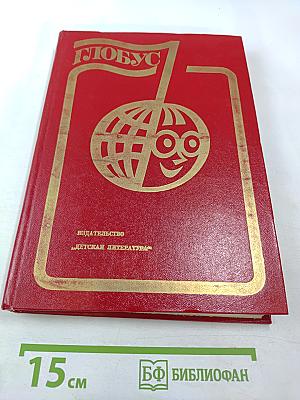 ГЛОБУС
ИЗДАТЕЛЬСТВО
„ДЕТСКАЯ ЛИТЕРАТУРА“
15 см
БФ БИБЛИОФАН